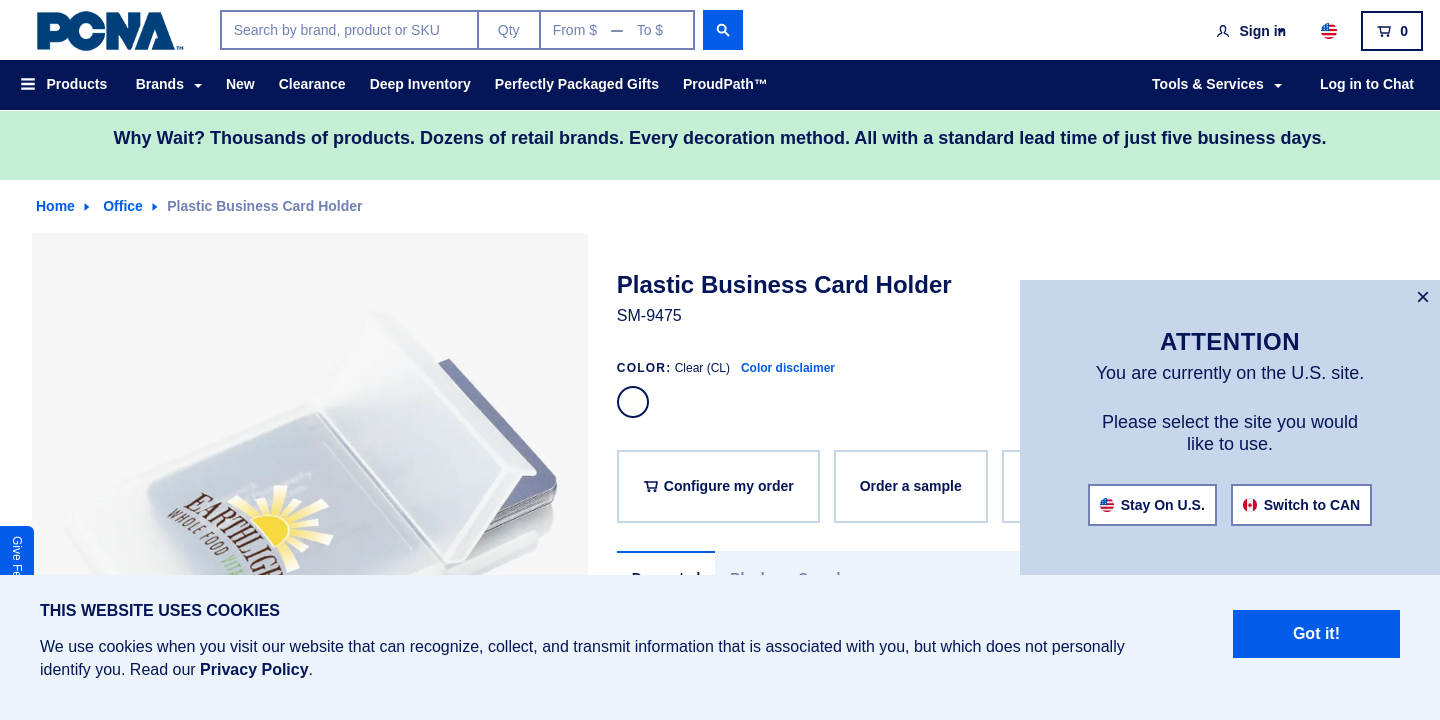 PCNA™
Search by brand, product or SKU
Qty
From $ — To $
Sign in
0
Products
Brands
New
Clearance
Deep Inventory
Perfectly Packaged Gifts
ProudPath™
Tools & Services
Log in to Chat
Why Wait? Thousands of products. Dozens of retail brands. Every decoration method. All with a standard lead time of just five business days.
Home
Office
Plastic Business Card Holder
Plastic Business Card Holder
SM-9475
COLOR: Clear (CL) Color disclaimer
Configure my order
Order a sample
ATTENTION
You are currently on the U.S. site.
Please select the site you would
like to use.
Stay On U.S.
Switch to CAN
EARTHLIGHT
WHOLE FOOD
Give
THIS WEBSITE USES COOKIES
We use cookies when you visit our website that can recognize, collect, and transmit information that is associated with you, but which does not personally
identify you. Read our Privacy Policy.
Got it!